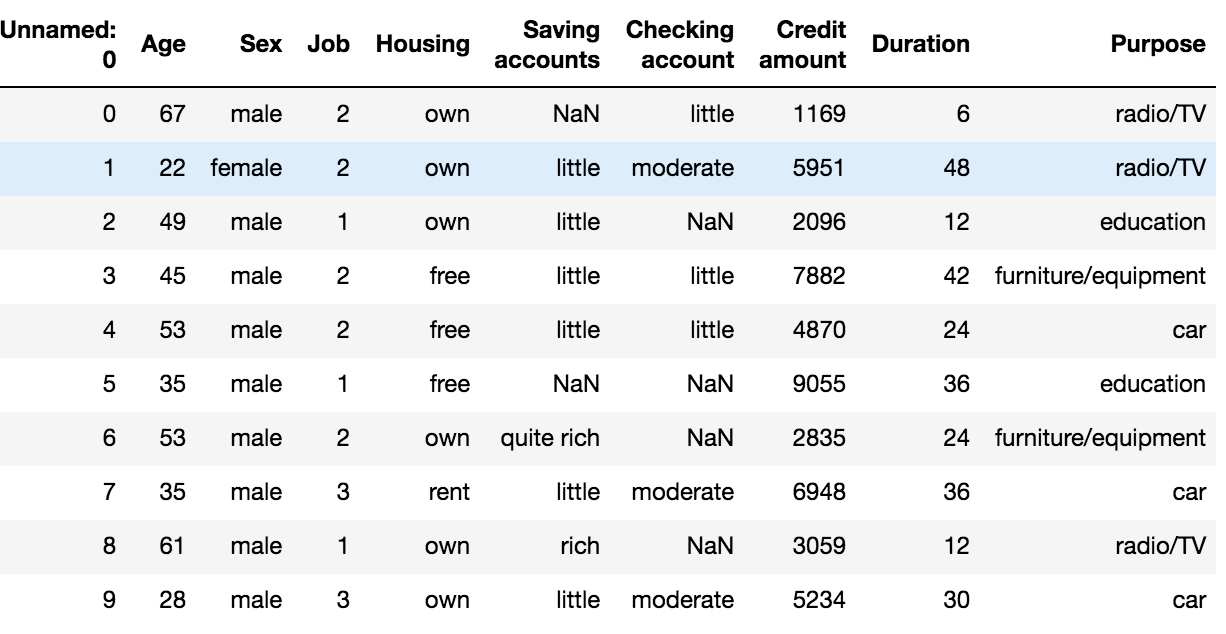 Unnamed: 0 Age Sex Job Housing Saving accounts Checking account Credit amount Duration Purpose
0 67 male 2 own NaN little 1169 6 radio/TV
1 22 female 2 own little moderate 5951 48 radio/TV
2 49 male 1 own little NaN 2096 12 education
3 45 male 2 free little little 7882 42 furniture/equipment
4 53 male 2 free little little 4870 24 car
5 35 male 1 free NaN NaN 9055 36 education
6 53 male 2 own quite rich NaN 2835 24 furniture/equipment
7 35 male 3 rent little moderate 6948 36 car
8 61 male 1 own rich NaN 3059 12 radio/TV
9 28 male 3 own little moderate 5234 30 car